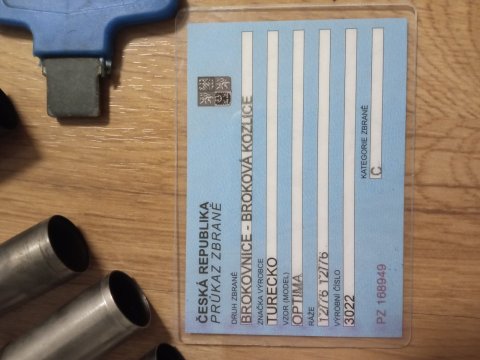 ČESKÁ REPUBLIKA
PRŮKAZ ZBRANĚ
DRUH ZBRANĚ
BROKOVNICE - BROKOVÁ KOZLICE
ZNAČKA VÝROBCE
TURECKO
VZOR (MODEL)
OPTIMA
RÁŽE
12/76 12/76
VÝROBNÍ ČÍSLO
3022
KATEGORIE ZBRANĚ
C
PZ 168949